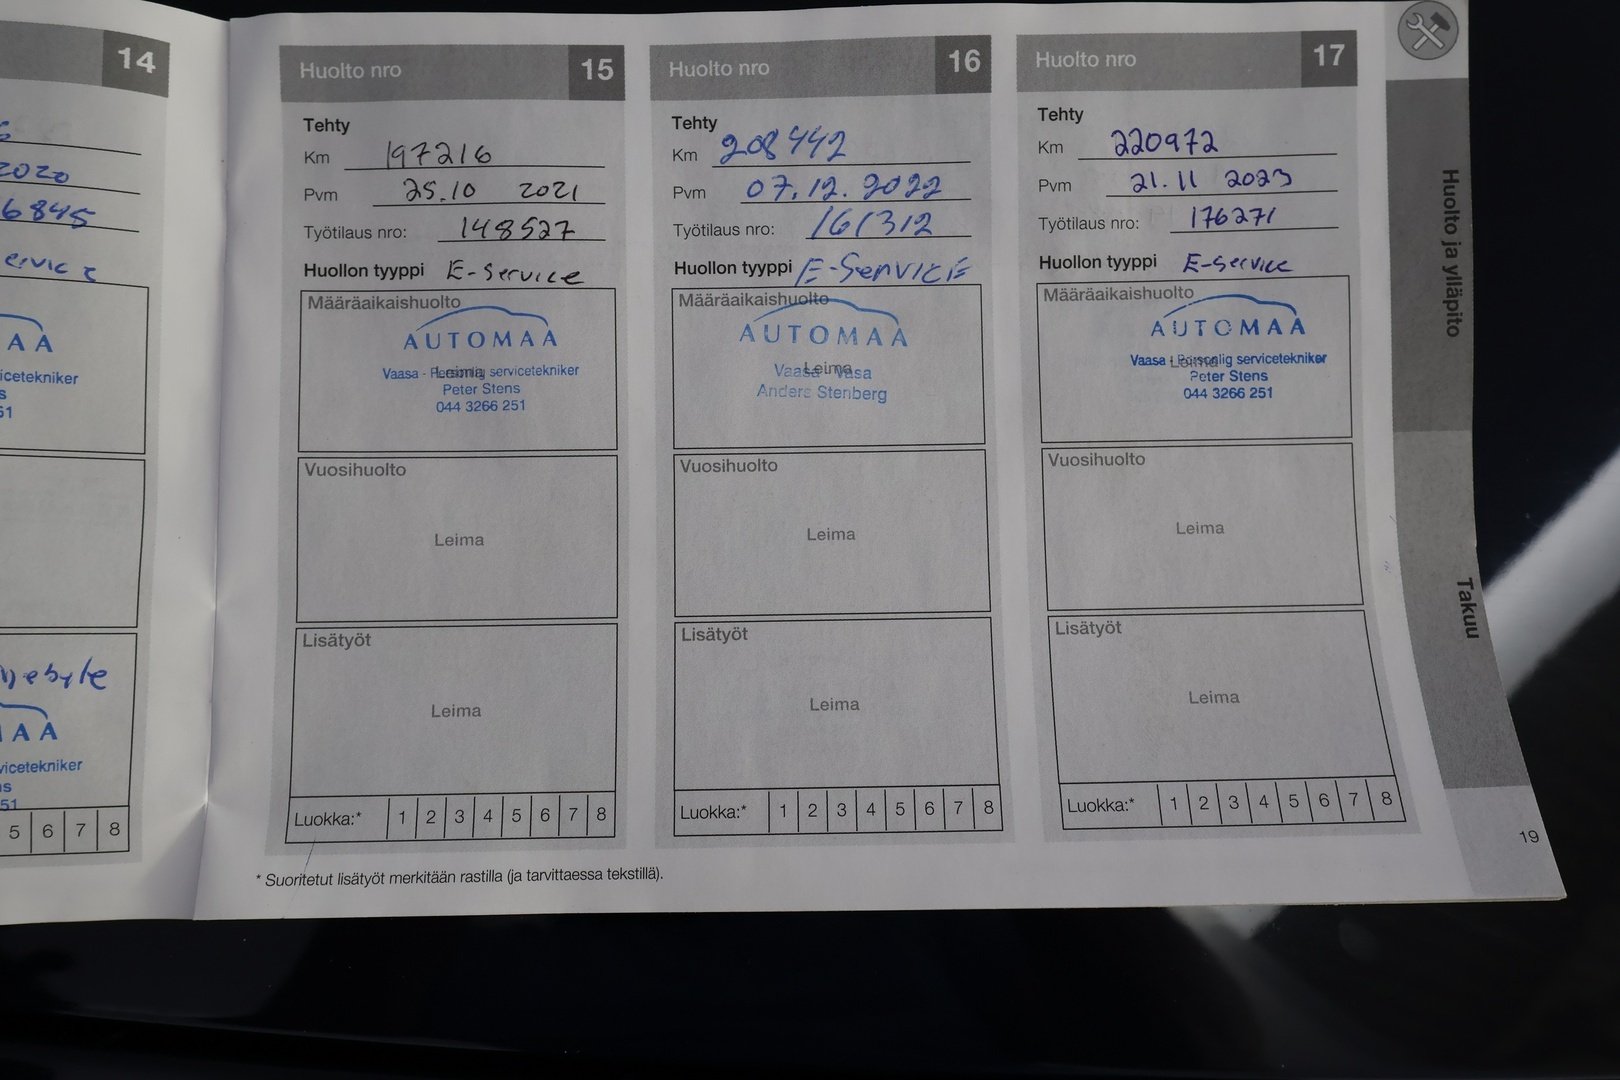 14
2020
6845
AA
icetekniker
s
51
AA
vicetekniker
51
5 6 7 8
Huolto nro 15
Tehty
Km 197216
Pvm 25.10 2021
Työtilaus nro: 148527
Huollon tyyppi E-Service
Määräaikaishuolto
AUTOMAA
Vaasa - Personlig servicetekniker
Peter Stens
044 3266 251
Vuosihuolto
Leima
Lisätyöt
Leima
Luokka:* 1 2 3 4 5 6 7 8
Huolto nro 16
Tehty
Km 208442
Pvm 07.12.2022
Työtilaus nro: 161312
Huollon tyyppi E-SERVICE
Määräaikaishuolto
AUTOMAA
Leima
Vaasa - Vasa
Anders Stenberg
Vuosihuolto
Leima
Lisätyöt
Leima
Luokka:* 1 2 3 4 5 6 7 8
Huolto nro 17
Tehty
Km 220972
Pvm 21.11 2023
Työtilaus nro: 176271
Huollon tyyppi E-Service
Määräaikaishuolto
AUTOMAA
Vaasa - Personlig servicetekniker
Peter Stens
044 3266 251
Vuosihuolto
Leima
Lisätyöt
Leima
Luokka:* 1 2 3 4 5 6 7 8
* Suoritetut lisätyöt merkitään rastilla (ja tarvittaessa tekstillä).
Huolto ja ylläpito
Takuu
19